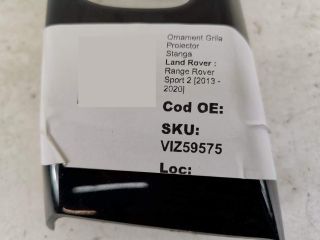 Ornament Grila
Proiector
Stanga
Land Rover :
Range Rover
Sport 2 [2013 -
2020]
Cod OE:
SKU:
VIZ59575
Loc: